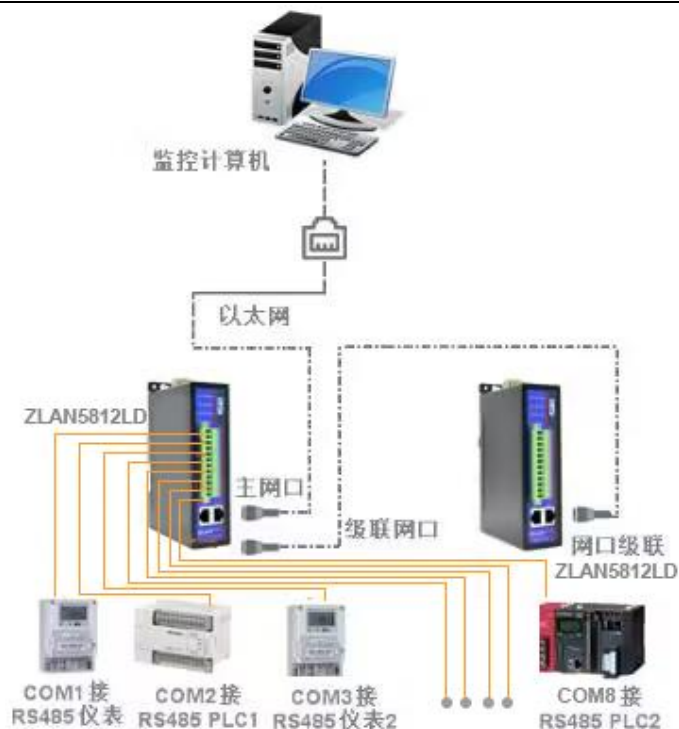 监控计算机
以太网
ZLAN5812LD
主网口
级联网口
网口级联
ZLAN5812LD
COM1接
RS485仪表
COM2接
RS485 PLC1
COM3接
RS485仪表2
COM8接
RS485 PLC2